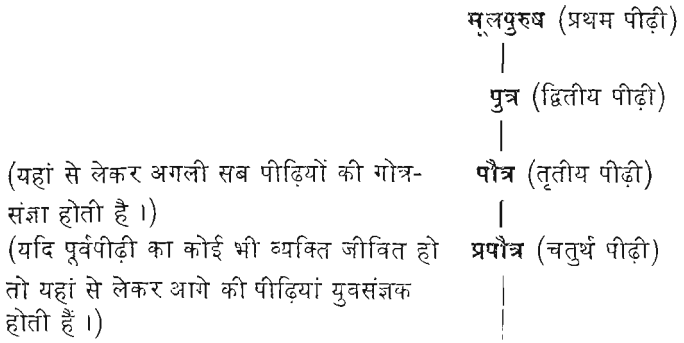 मूलपुरुष (प्रथम पीढ़ी)
पुत्र (द्वितीय पीढ़ी)
(यहां से लेकर अगली सब पीढ़ियों की गोत्र- पौत्र (तृतीय पीढ़ी)
संज्ञा होती है ।)
(यदि पूर्वपीढ़ी का कोई भी व्यक्ति जीवित हो प्रपौत्र (चतुर्थ पीढ़ी)
तो यहां से लेकर आगे की पीढ़ियां युवसंज्ञक
होती हैं ।)